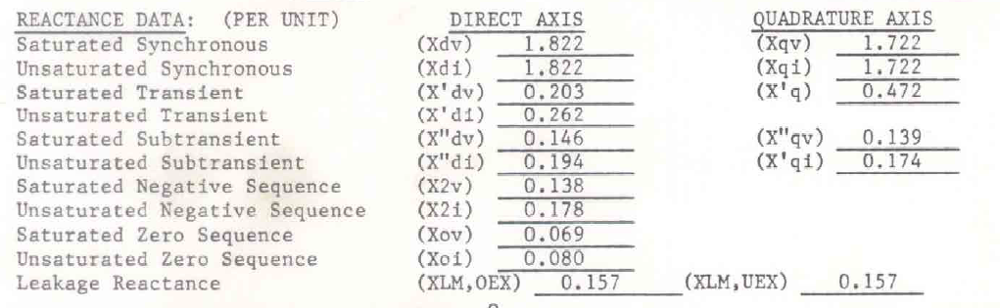 REACTANCE DATA: (PER UNIT) DIRECT AXIS QUADRATURE AXIS
Saturated Synchronous (Xdv) 1.822 (Xqv) 1.722
Unsaturated Synchronous (Xdi) 1.822 (Xqi) 1.722
Saturated Transient (X'dv) 0.203 (X'q) 0.472
Unsaturated Transient (X'di) 0.262
Saturated Subtransient (X"dv) 0.146 (X"qv) 0.139
Unsaturated Subtransient (X"di) 0.194 (X'qi) 0.174
Saturated Negative Sequence (X2v) 0.138
Unsaturated Negative Sequence (X2i) 0.178
Saturated Zero Sequence (Xov) 0.069
Unsaturated Zero Sequence (Xoi) 0.080
Leakage Reactance (XLM,OEX) 0.157 (XLM,UEX) 0.157